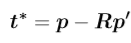 t* = p − Rp′